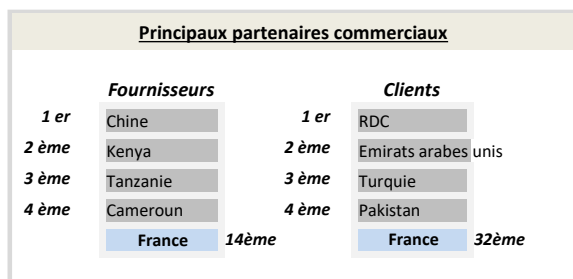 Principaux partenaires commerciaux
Fournisseurs Clients
1 er Chine 1 er RDC
2 ème Kenya 2 ème Emirats arabes unis
3 ème Tanzanie 3 ème Turquie
4 ème Cameroun 4 ème Pakistan
France 14ème France 32ème